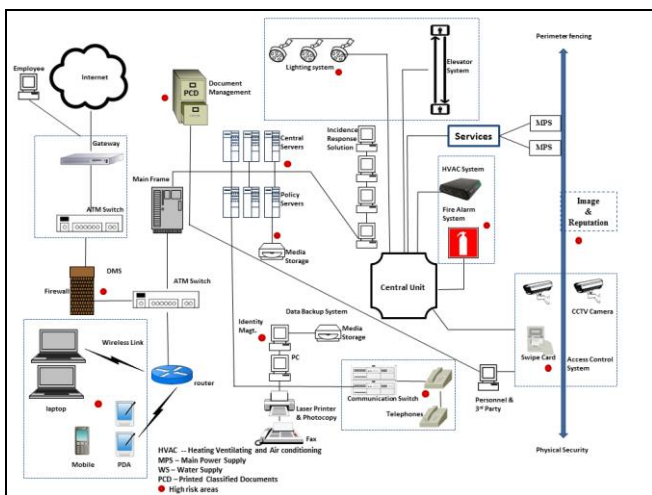 Perimeter fencing
Employee
Internet
PCD
Document
Management
Lighting system
Elevator
System
Gateway
Central
Servers
Incidence
Response
Solution
Services
MPS
MPS
ATM Switch
Main Frame
HVAC System
Policy
Servers
Fire Alarm
System
Image
&
Reputation
DMS
Firewall
ATM Switch
Media
Storage
Central Unit
CCTV Camera
Data Backup System
Identity
Magt.
Media
Storage
Wireless Link
PC
Swipe Card
Access Control
System
laptop
router
Communication Switch
Personnel &
3rd Party
Laser Printer
& Photocopy
Telephones
Mobile
PDA
Fax
HVAC -- Heating Ventilating and Air conditioning
MPS – Main Power Supply
WS – Water Supply
PCD – Printed Classified Documents
High risk areas
Physical Security